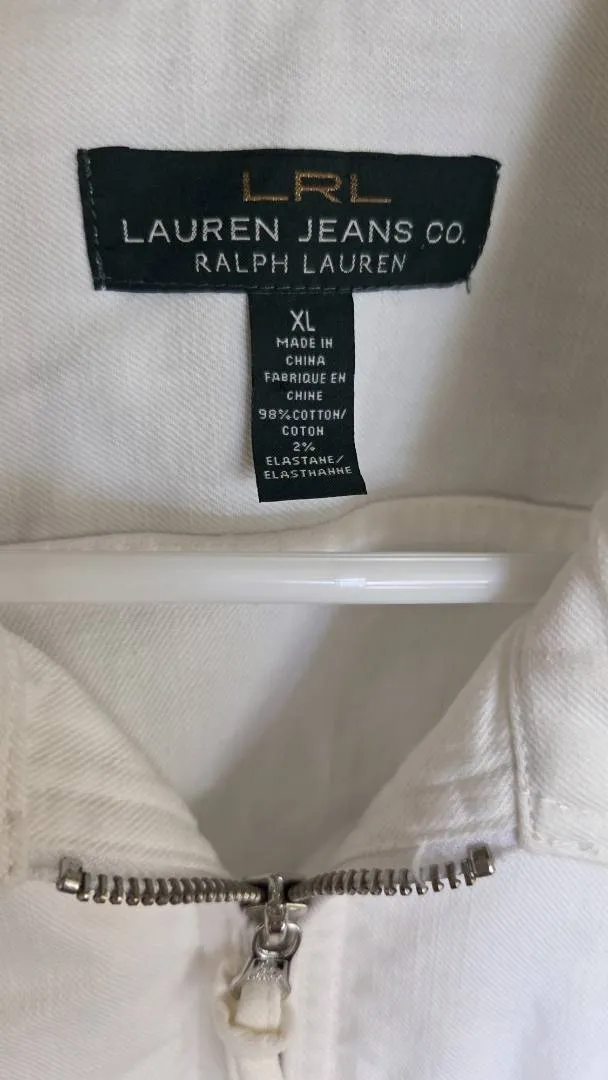 LRL
LAUREN JEANS CO.
RALPH LAUREN
XL
MADE IN
CHINA
FABRIQUE EN
CHINE
98% COTTON/
COTON
2%
ELASTANE/
ELASTHANNE